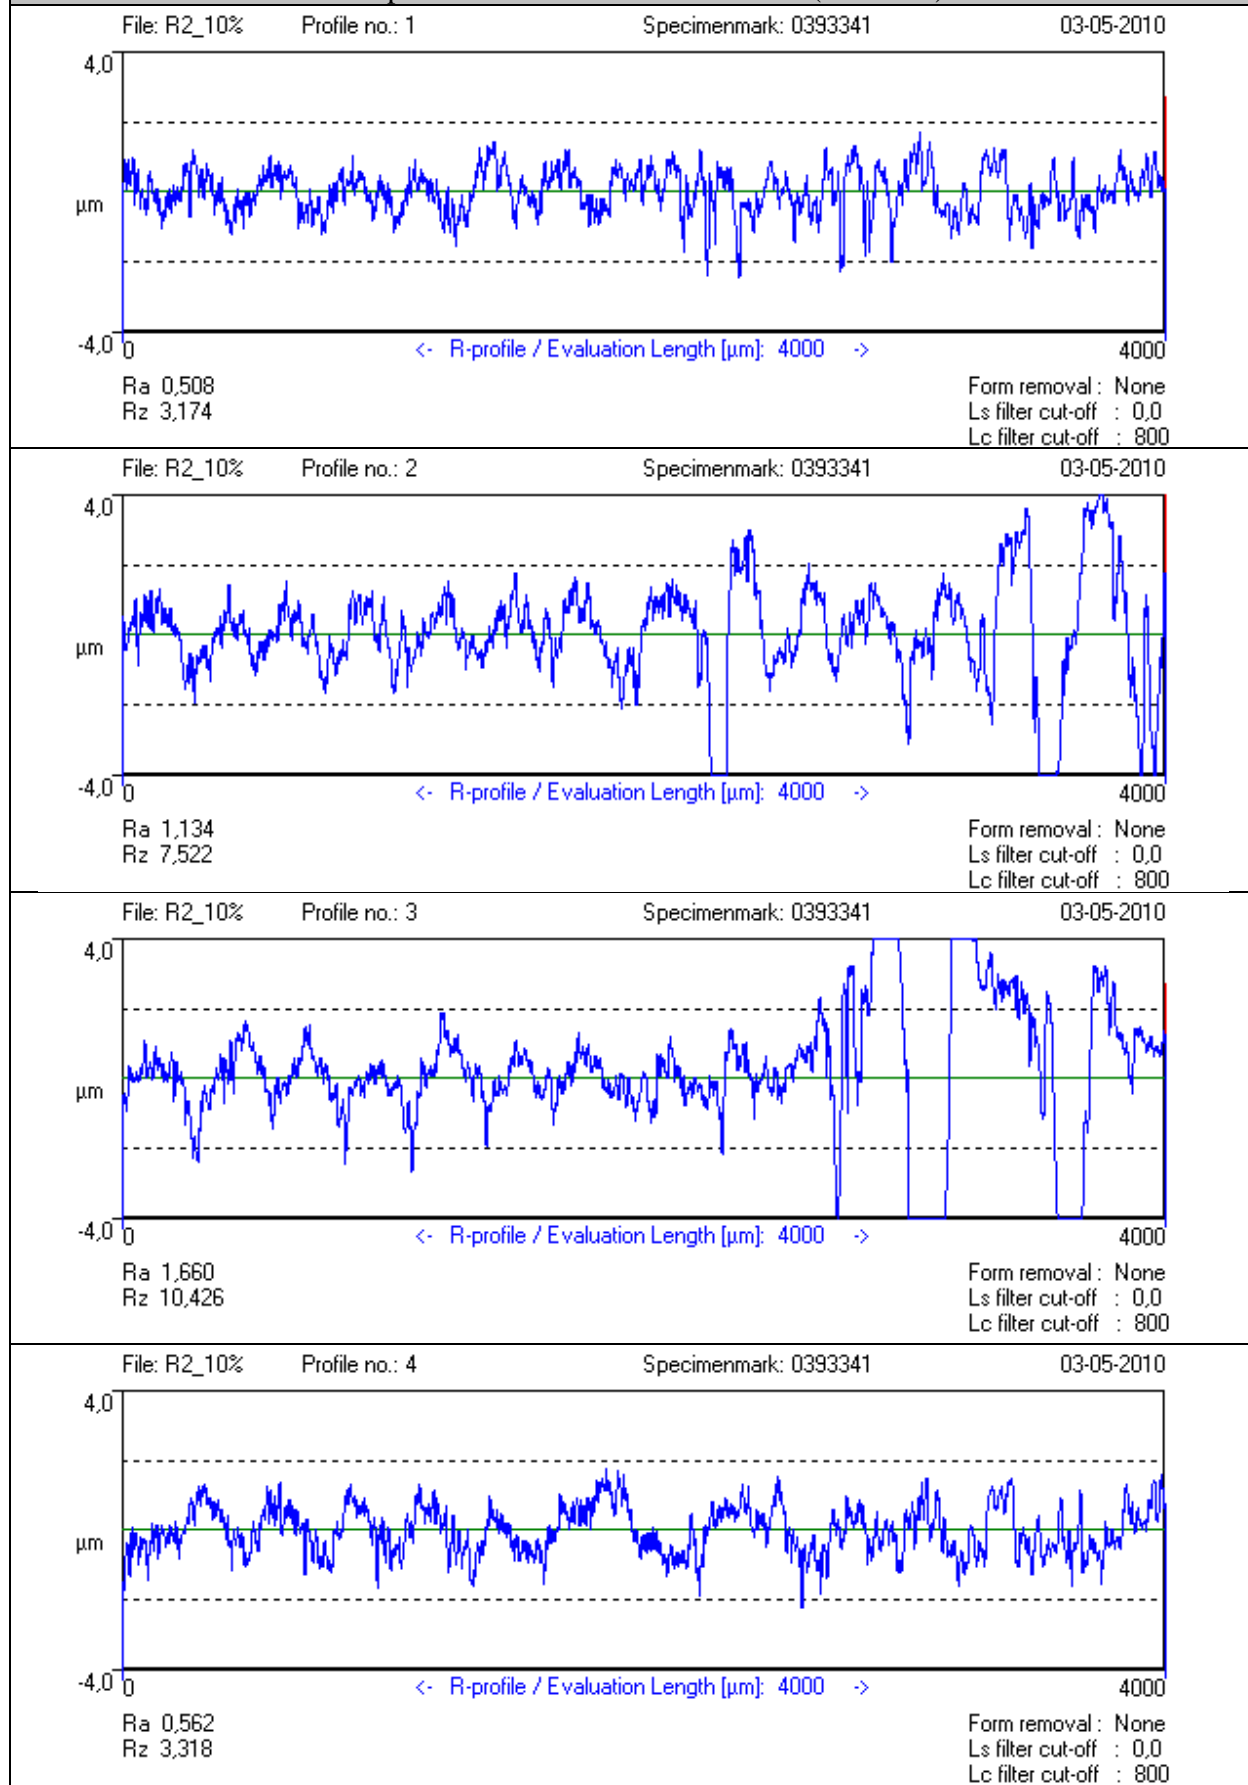 File: R2_10% Profile no.: 1 Specimenmark: 0393341 03-05-2010
4,0
µm
-4,0
0 <- R-profile / Evaluation Length [µm]: 4000 -> 4000
Ra 0,508 Form removal : None
Rz 3,174 Ls filter cut-off : 0,0
Lc filter cut-off : 800
File: R2_10% Profile no.: 2 Specimenmark: 0393341 03-05-2010
4,0
µm
-4,0
0 <- R-profile / Evaluation Length [µm]: 4000 -> 4000
Ra 1,134 Form removal : None
Rz 7,522 Ls filter cut-off : 0,0
Lc filter cut-off : 800
File: R2_10% Profile no.: 3 Specimenmark: 0393341 03-05-2010
4,0
µm
-4,0
0 <- R-profile / Evaluation Length [µm]: 4000 -> 4000
Ra 1,660 Form removal : None
Rz 10,426 Ls filter cut-off : 0,0
Lc filter cut-off : 800
File: R2_10% Profile no.: 4 Specimenmark: 0393341 03-05-2010
4,0
µm
-4,0
0 <- R-profile / Evaluation Length [µm]: 4000 -> 4000
Ra 0,562 Form removal : None
Rz 3,318 Ls filter cut-off : 0,0
Lc filter cut-off : 800